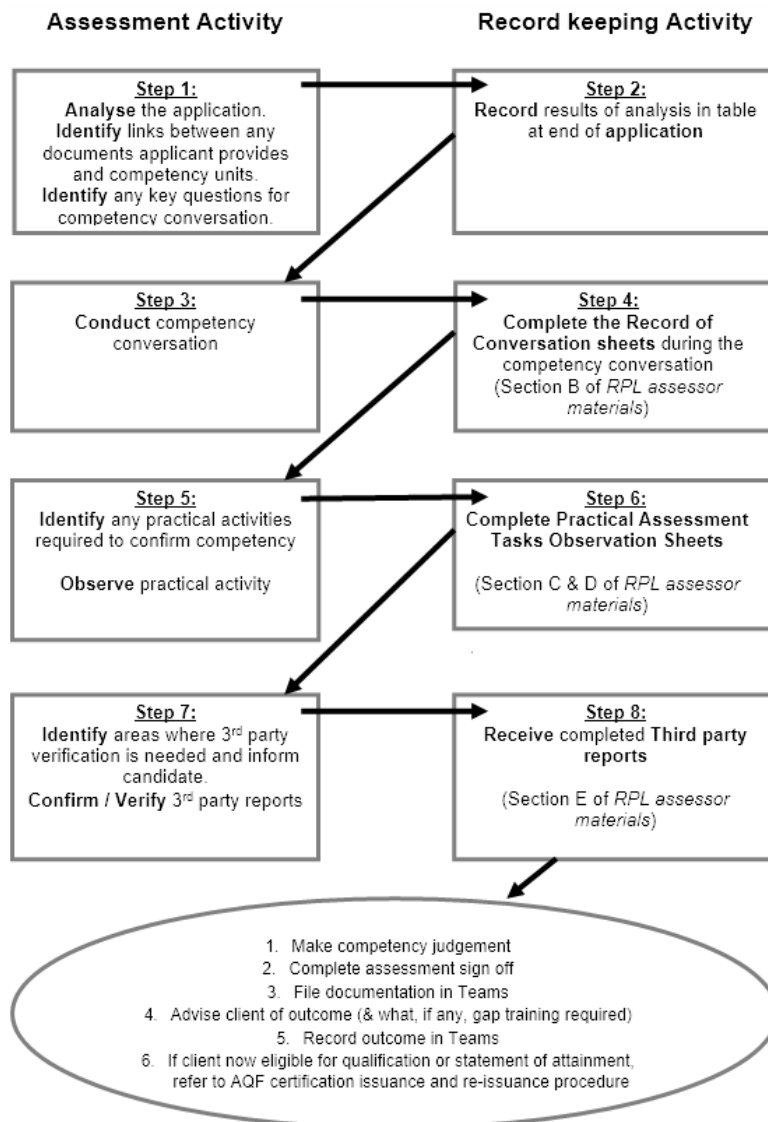 Assessment Activity
Record keeping Activity
Step 1:
Analyse the application.
Identify links between any
documents applicant provides
and competency units.
Identify any key questions for
competency conversation.
Step 2:
Record results of analysis in table
at end of application
Step 3:
Conduct competency
conversation
Step 4:
Complete the Record of
Conversation sheets during the
competency conversation
(Section B of RPL assessor
materials)
Step 5:
Identify any practical activities
required to confirm competency
Observe practical activity
Step 6:
Complete Practical Assessment
Tasks Observation Sheets
(Section C & D of RPL assessor
materials)
Step 7:
Identify areas where 3rd party
verification is needed and inform
candidate.
Confirm / Verify 3rd party reports
Step 8:
Receive completed Third party
reports
(Section E of RPL assessor
materials)
1. Make competency judgement
2. Complete assessment sign off
3. File documentation in Teams
4. Advise client of outcome (& what, if any, gap training required)
5. Record outcome in Teams
6. If client now eligible for qualification or statement of attainment,
refer to AQF certification issuance and re-issuance procedure